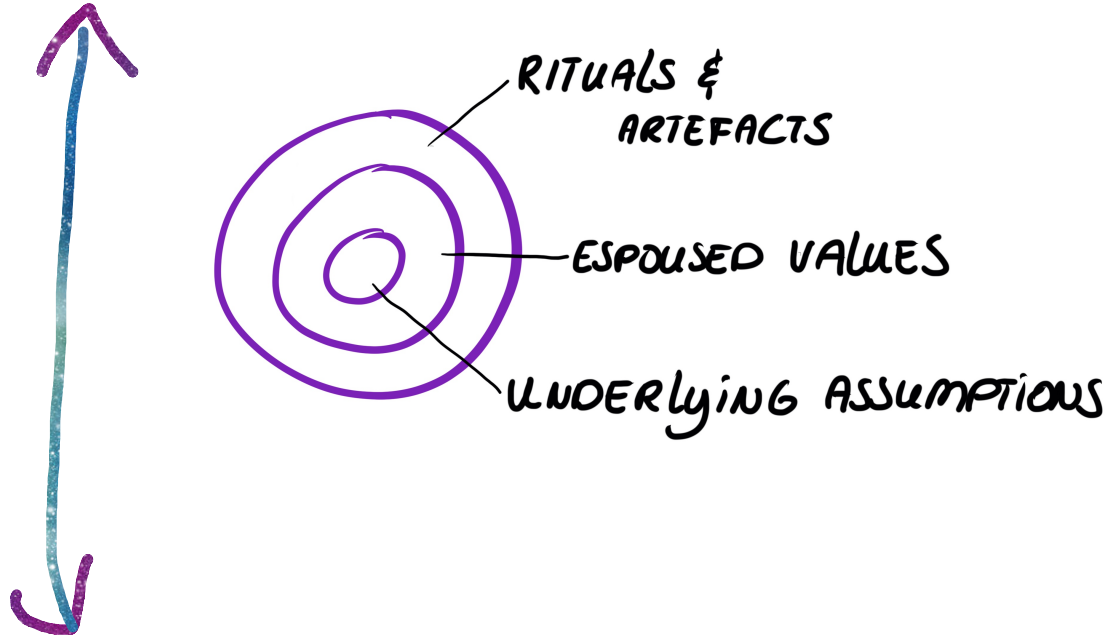 RITUALS &
ARTEFACTS
ESPOUSED VALUES
UNDERLYING ASSUMPTIONS